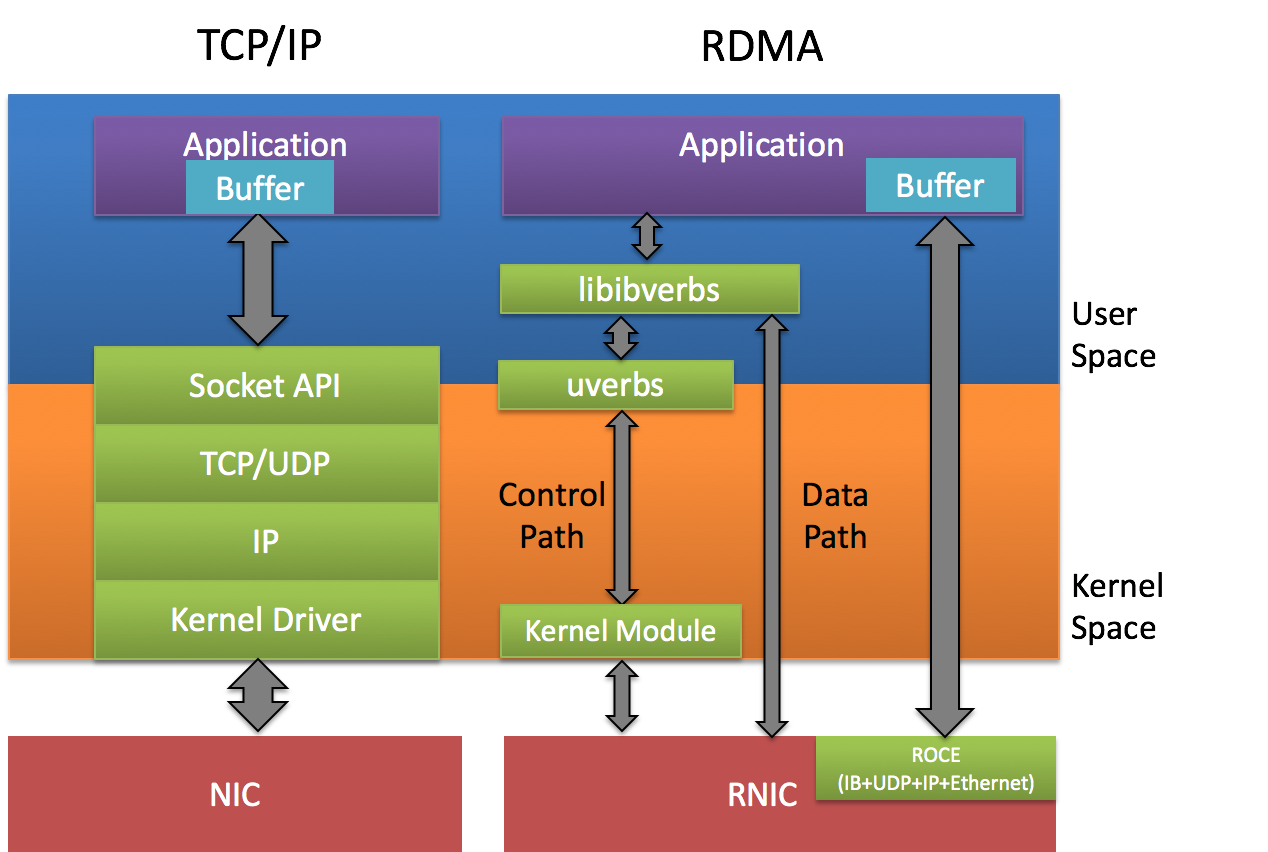 TCP/IP
RDMA
Application
Buffer
Application
Buffer
libibverbs
User
Space
Socket API
uverbs
TCP/UDP
Control
Path
Data
Path
IP
Kernel
Space
Kernel Driver
Kernel Module
NIC
RNIC
ROCE
(IB+UDP+IP+Ethernet)